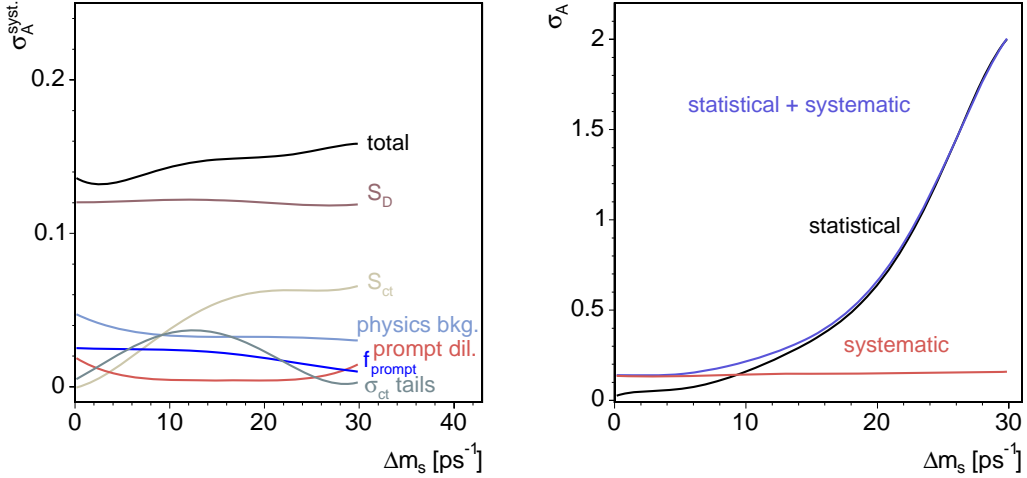 σ_A^syst.
0.2
0.1
0
total
S_D
S_ct
physics bkg.
prompt dil.
f_prompt
σ_ct tails
0 10 20 30 40
Δm_s [ps^-1]
σ_A
2
1.5
1
0.5
0
statistical + systematic
statistical
systematic
0 10 20 30
Δm_s [ps^-1]